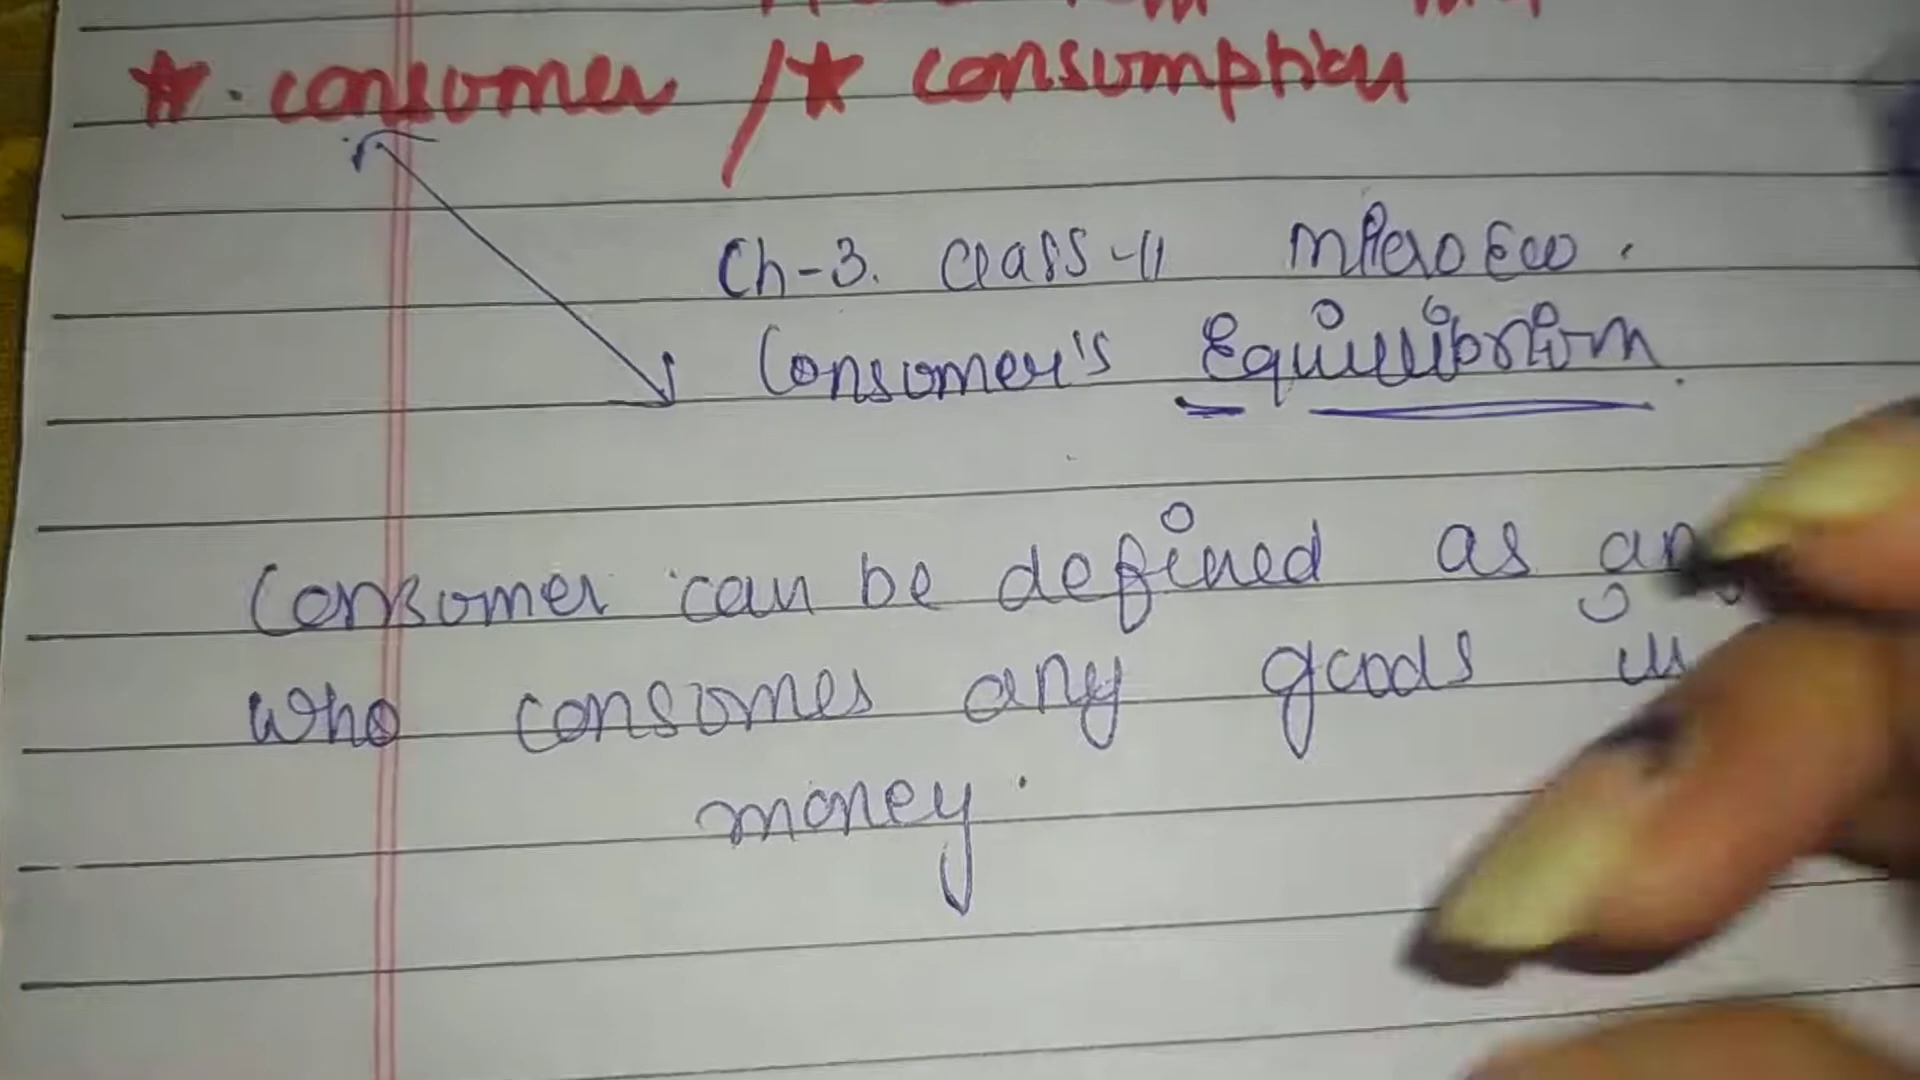 ★. consumer / ★ consumption
Ch-3. class-11 Micro Eco.
Consumer's Equillibrium.
Consumer can be defined as
who consumes any goods
money.